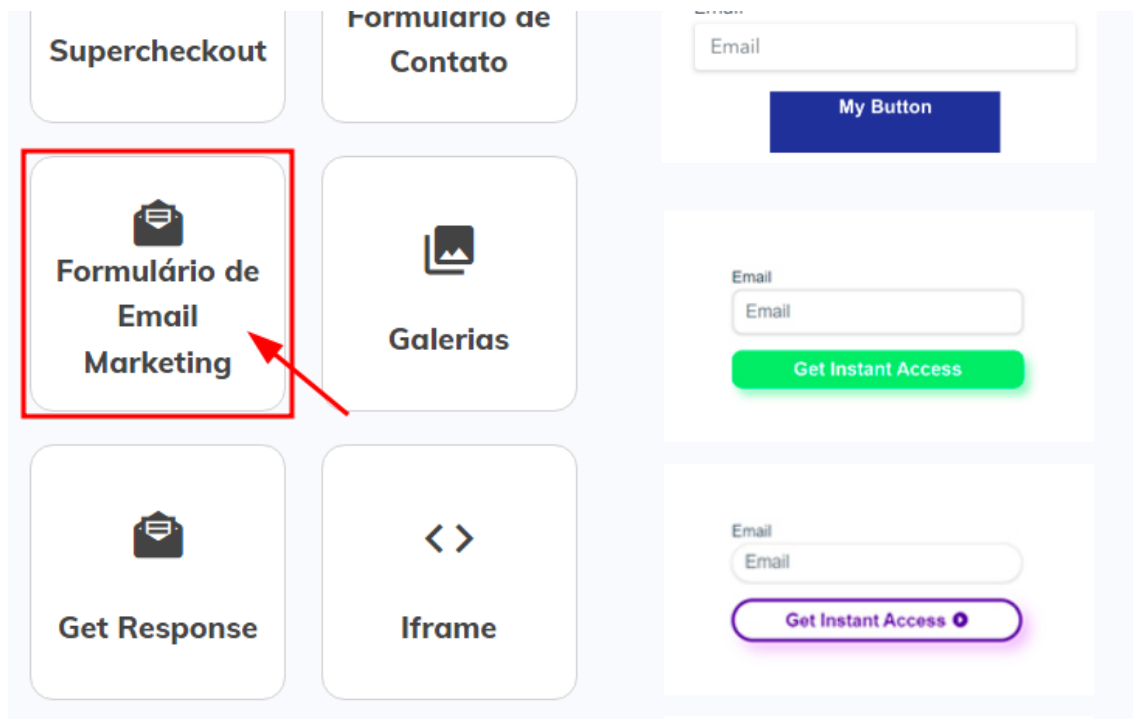 Supercheckout
Formulário de
Contato
Formulário de
Email
Marketing
Galerias
Get Response
Iframe
Email
Email
My Button
Email
Email
Get Instant Access
Email
Email
Get Instant Access